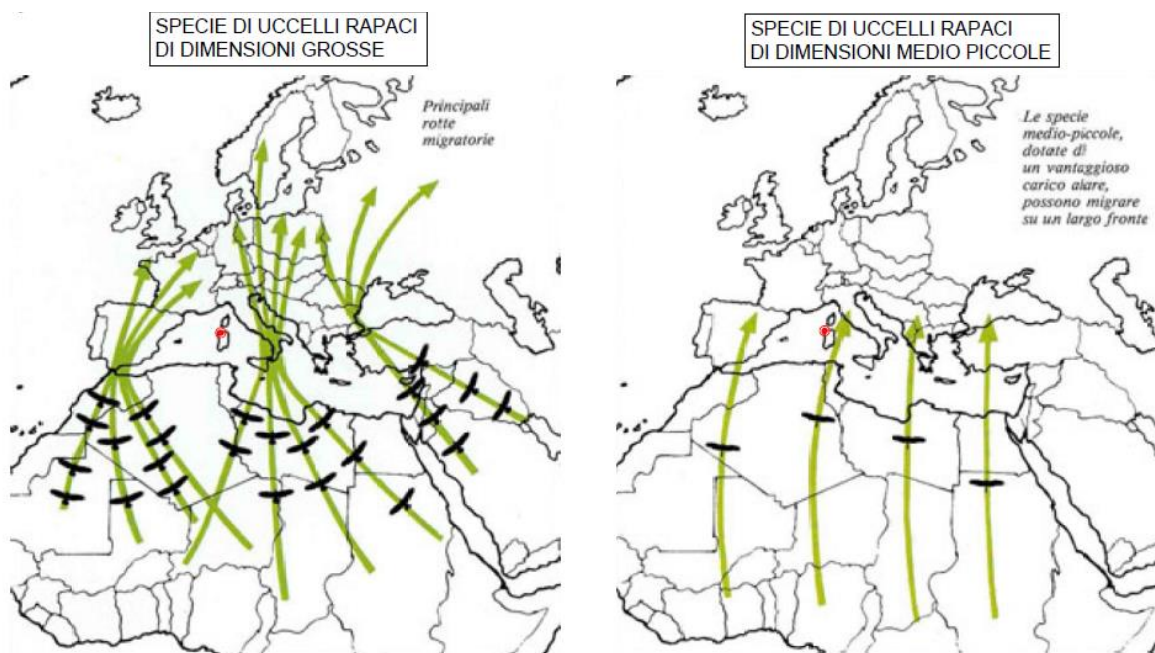 SPECIE DI UCCELLI RAPACI
DI DIMENSIONI GROSSE
Principali
rotte
migratorie
SPECIE DI UCCELLI RAPACI
DI DIMENSIONI MEDIO PICCOLE
Le specie
medio-piccole,
dotate di
un vantaggioso
carico alare,
possono migrare
su un largo fronte